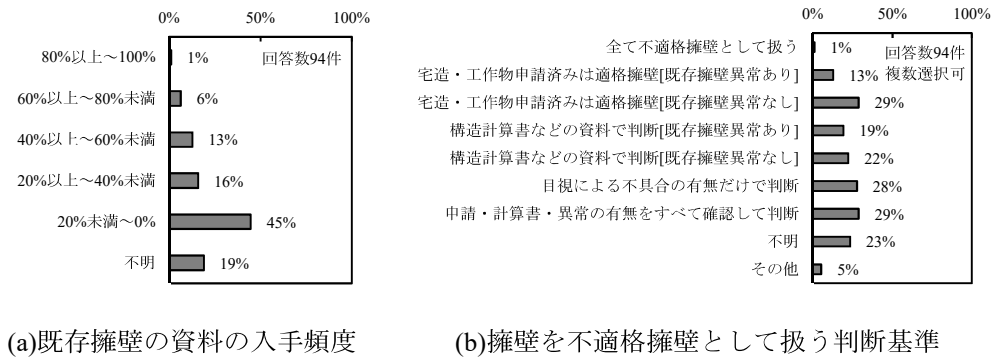 0%
50%
100%
回答数94件
80%以上～100%
1%
60%以上～80%未満
6%
40%以上～60%未満
13%
20%以上～40%未満
16%
20%未満～0%
45%
不明
19%
(a)既存擁壁の資料の入手頻度
0%
50%
100%
回答数94件
複数選択可
全て不適格擁壁として扱う
1%
宅造・工作物申請済みは適格擁壁[既存擁壁異常あり]
13%
宅造・工作物申請済みは適格擁壁[既存擁壁異常なし]
29%
構造計算書などの資料で判断[既存擁壁異常あり]
19%
構造計算書などの資料で判断[既存擁壁異常なし]
22%
目視による不具合の有無だけで判断
28%
申請・計算書・異常の有無をすべて確認して判断
29%
不明
23%
その他
5%
(b)擁壁を不適格擁壁として扱う判断基準